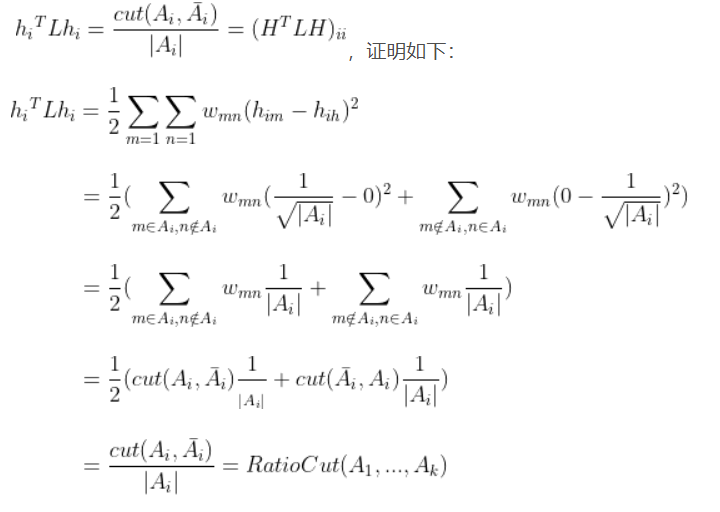 $h_i{}^T L h_i = \frac{cut(A_i, \bar{A}_i)}{|A_i|} = (H^T L H)_{ii}$ ，证明如下：
$h_i{}^T L h_i = \frac{1}{2} \sum_{m=1} \sum_{n=1} w_{mn} (h_{im} - h_{ih})^2$
$= \frac{1}{2} ( \sum_{m \in A_i, n \notin A_i} w_{mn} (\frac{1}{\sqrt{|A_i|}} - 0)^2 + \sum_{m \notin A_i, n \in A_i} w_{mn} (0 - \frac{1}{\sqrt{|A_i|}})^2 )$
$= \frac{1}{2} ( \sum_{m \in A_i, n \notin A_i} w_{mn} \frac{1}{|A_i|} + \sum_{m \notin A_i, n \in A_i} w_{mn} \frac{1}{|A_i|} )$
$= \frac{1}{2} ( cut(A_i, \bar{A}_i) \frac{1}{|A_i|} + cut(\bar{A}_i, A_i) \frac{1}{|A_i|} )$
$= \frac{cut(A_i, \bar{A}_i)}{|A_i|} = RatioCut(A_1, ..., A_k)$